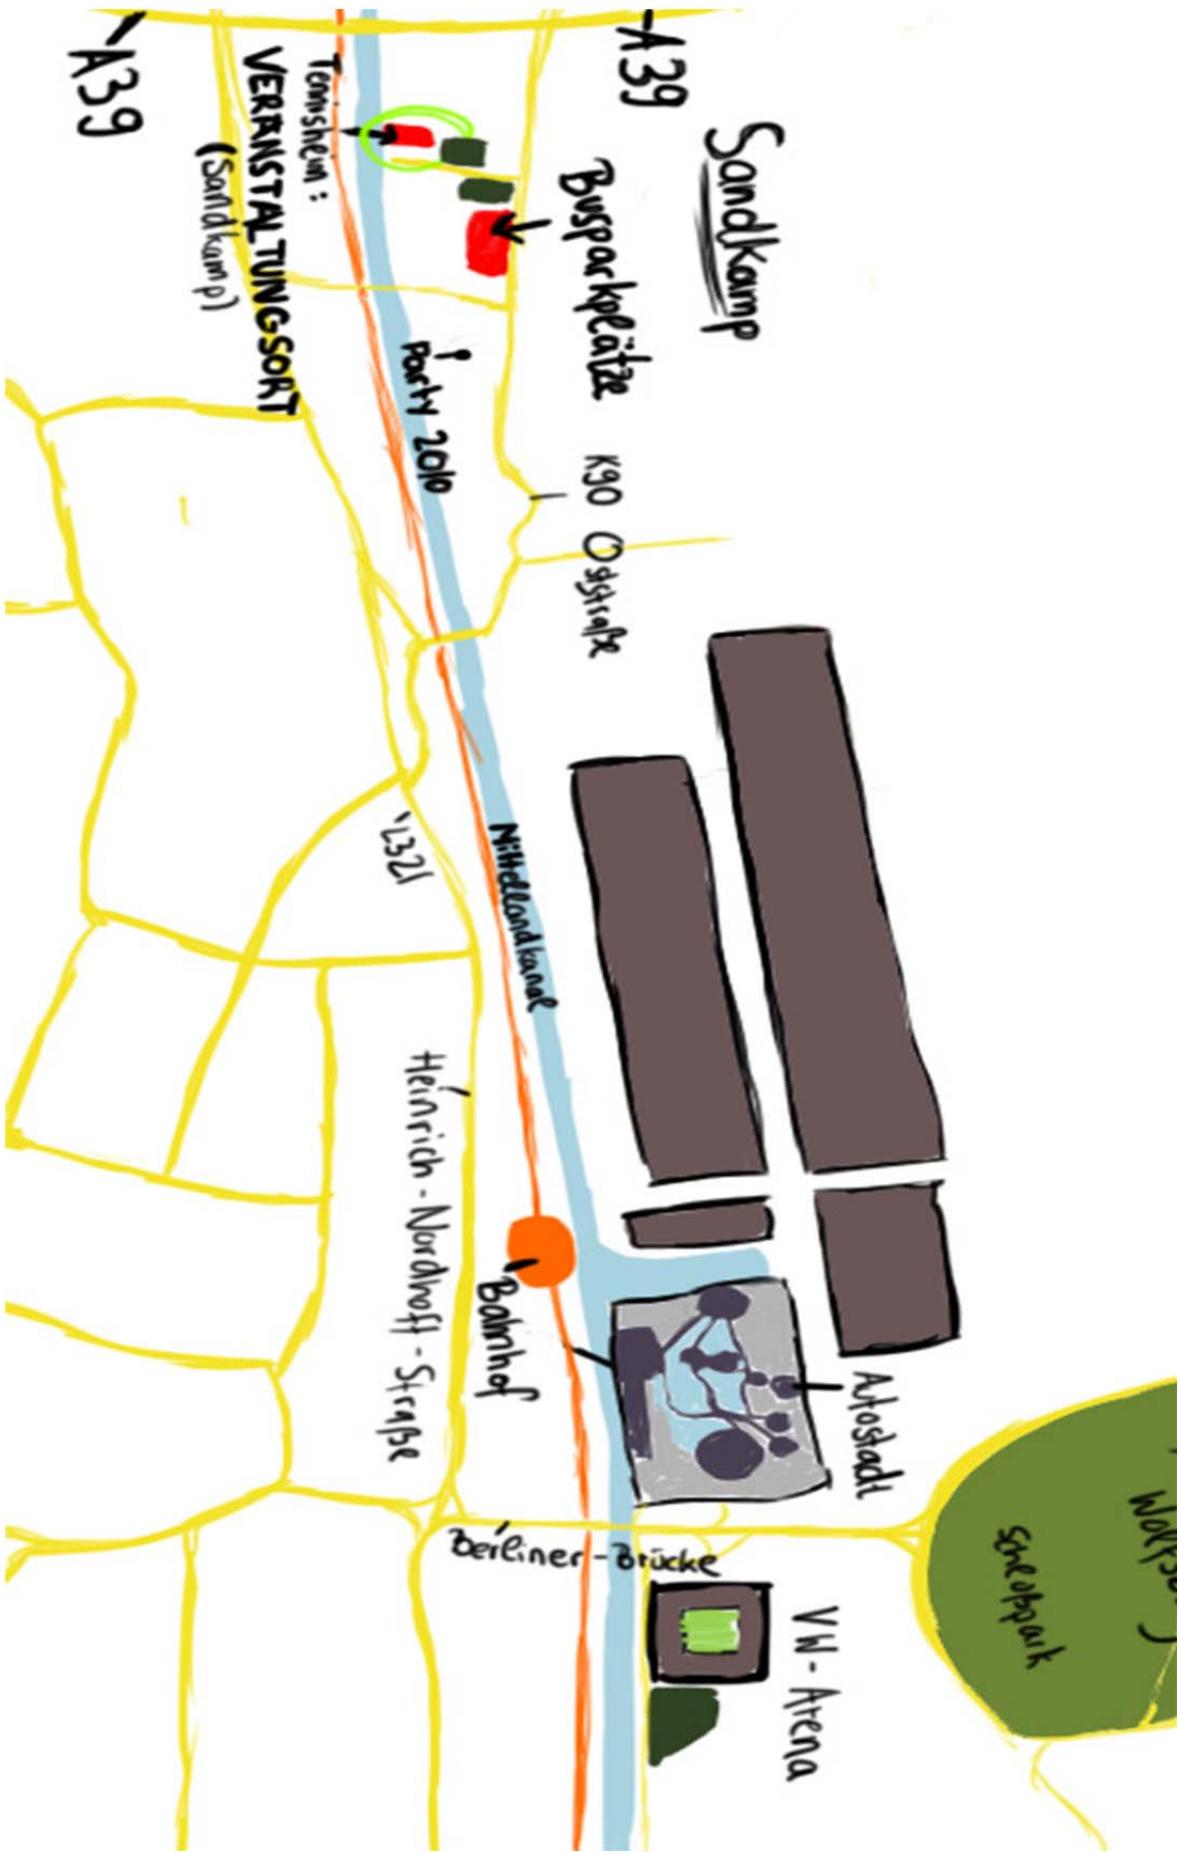 Schloßpark
Autostadt
VW-Arena
Sandkamp
A39
Busparkplätze
K90 Oststraße
Berliner-Brücke
Mittellandkanal
Bahnhof
Party 2010
L321
Heinrich-Nordhoff-Straße
Tennisheim:
VERANSTALTUNGSORT
(Sandkamp)
A39